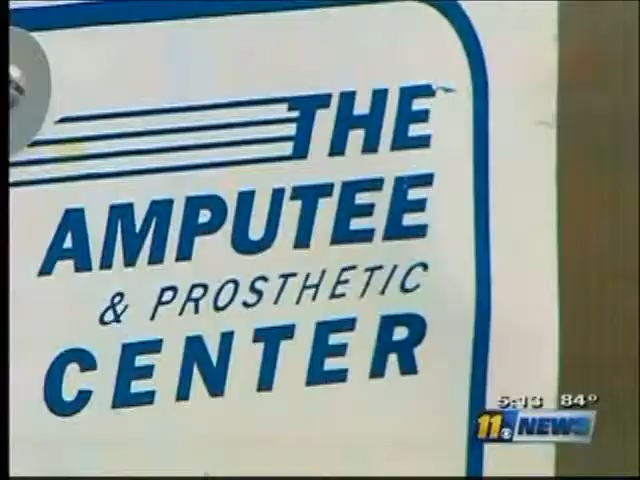 THE
AMPUTEE
& PROSTHETIC
CENTER
5:13 84°
11 NEWS